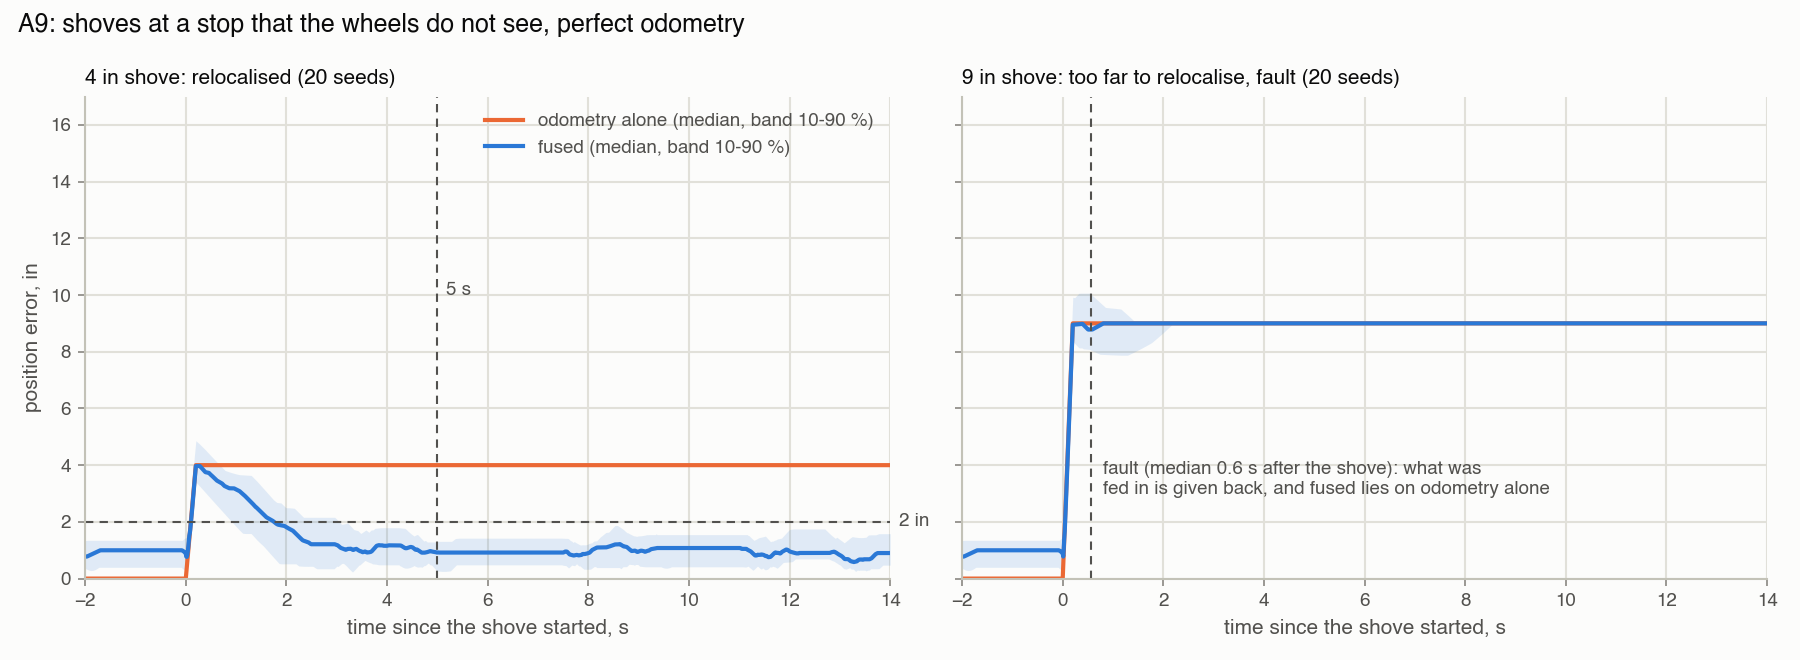 A9: shoves at a stop that the wheels do not see, perfect odometry
4 in shove: relocalised (20 seeds)
odometry alone (median, band 10-90 %)
fused (median, band 10-90 %)
5 s
2 in
position error, in
16
14
12
10
8
6
4
2
0
−2 0 2 4 6 8 10 12 14
time since the shove started, s
9 in shove: too far to relocalise, fault (20 seeds)
fault (median 0.6 s after the shove): what was
fed in is given back, and fused lies on odometry alone
−2 0 2 4 6 8 10 12 14
time since the shove started, s